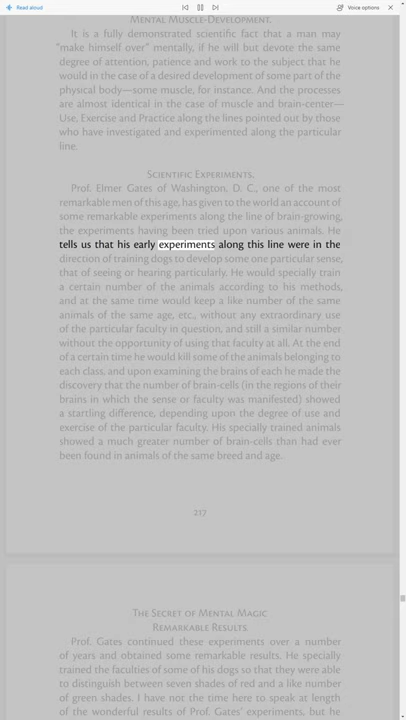 Read aloud
Voice options
Mental Muscle-Development.
It is a fully demonstrated scientific fact that a man may
"make himself over" mentally, if he will but devote the same
degree of attention, patience and work to the subject that he
would in the case of a desired development of some part of the
physical body—some muscle, for instance. And the processes
are almost identical in the case of muscle and brain-center—
Use, Exercise and Practice along the lines pointed out by those
who have investigated and experimented along the particular
line.
Scientific Experiments.
Prof. Elmer Gates of Washington, D. C., one of the most
remarkable men of this age, has given to the world an account of
some remarkable experiments along the line of brain-growing,
the experiments having been tried upon various animals. He
tells us that his early experiments along this line were in the
direction of training dogs to develop some one particular sense,
that of seeing or hearing particularly. He would specially train
a certain number of the animals according to his methods,
and at the same time would keep a like number of the same
animals of the same age, etc., without any extraordinary use
of the particular faculty in question, and still a similar number
without the opportunity of using that faculty at all. At the end
of a certain time he would kill some of the animals belonging to
each class, and upon examining the brains of each he made the
discovery that the number of brain-cells (in the regions of their
brains in which the sense or faculty was manifested) showed
a startling difference, depending upon the degree of use and
exercise of the particular faculty. His specially trained animals
showed a much greater number of brain-cells than had ever
been found in animals of the same breed and age.
217
The Secret of Mental Magic
Remarkable Results.
Prof. Gates continued these experiments over a number
of years and obtained some remarkable results. He specially
trained the faculties of some of his dogs so that they were able
to distinguish between seven shades of red and a like number
of green shades. I have not the time here to speak at length
of the wonderful results of Prof. Gates' experiments, but he